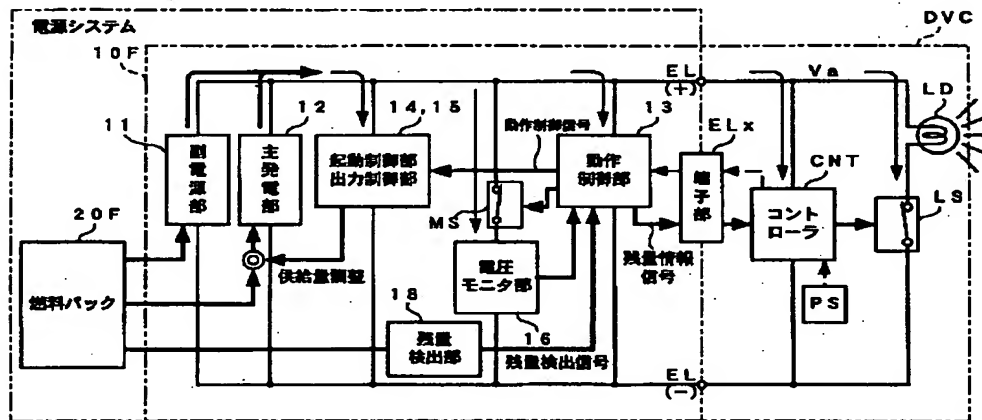 電源システム
DVC
10F
EL
(+)
Va
LD
11
12
14,15
13
ELx
動作制御信号
副電源部
主発電部
起動制御部
出力制御部
動作
制御部
端子部
CNT
LS
MS
コント
ローラ
20F
供給量調整
電圧
モニタ部
残量情報
信号
PS
燃料パック
18
16
残量
検出部
残量検出信号
EL
(-)